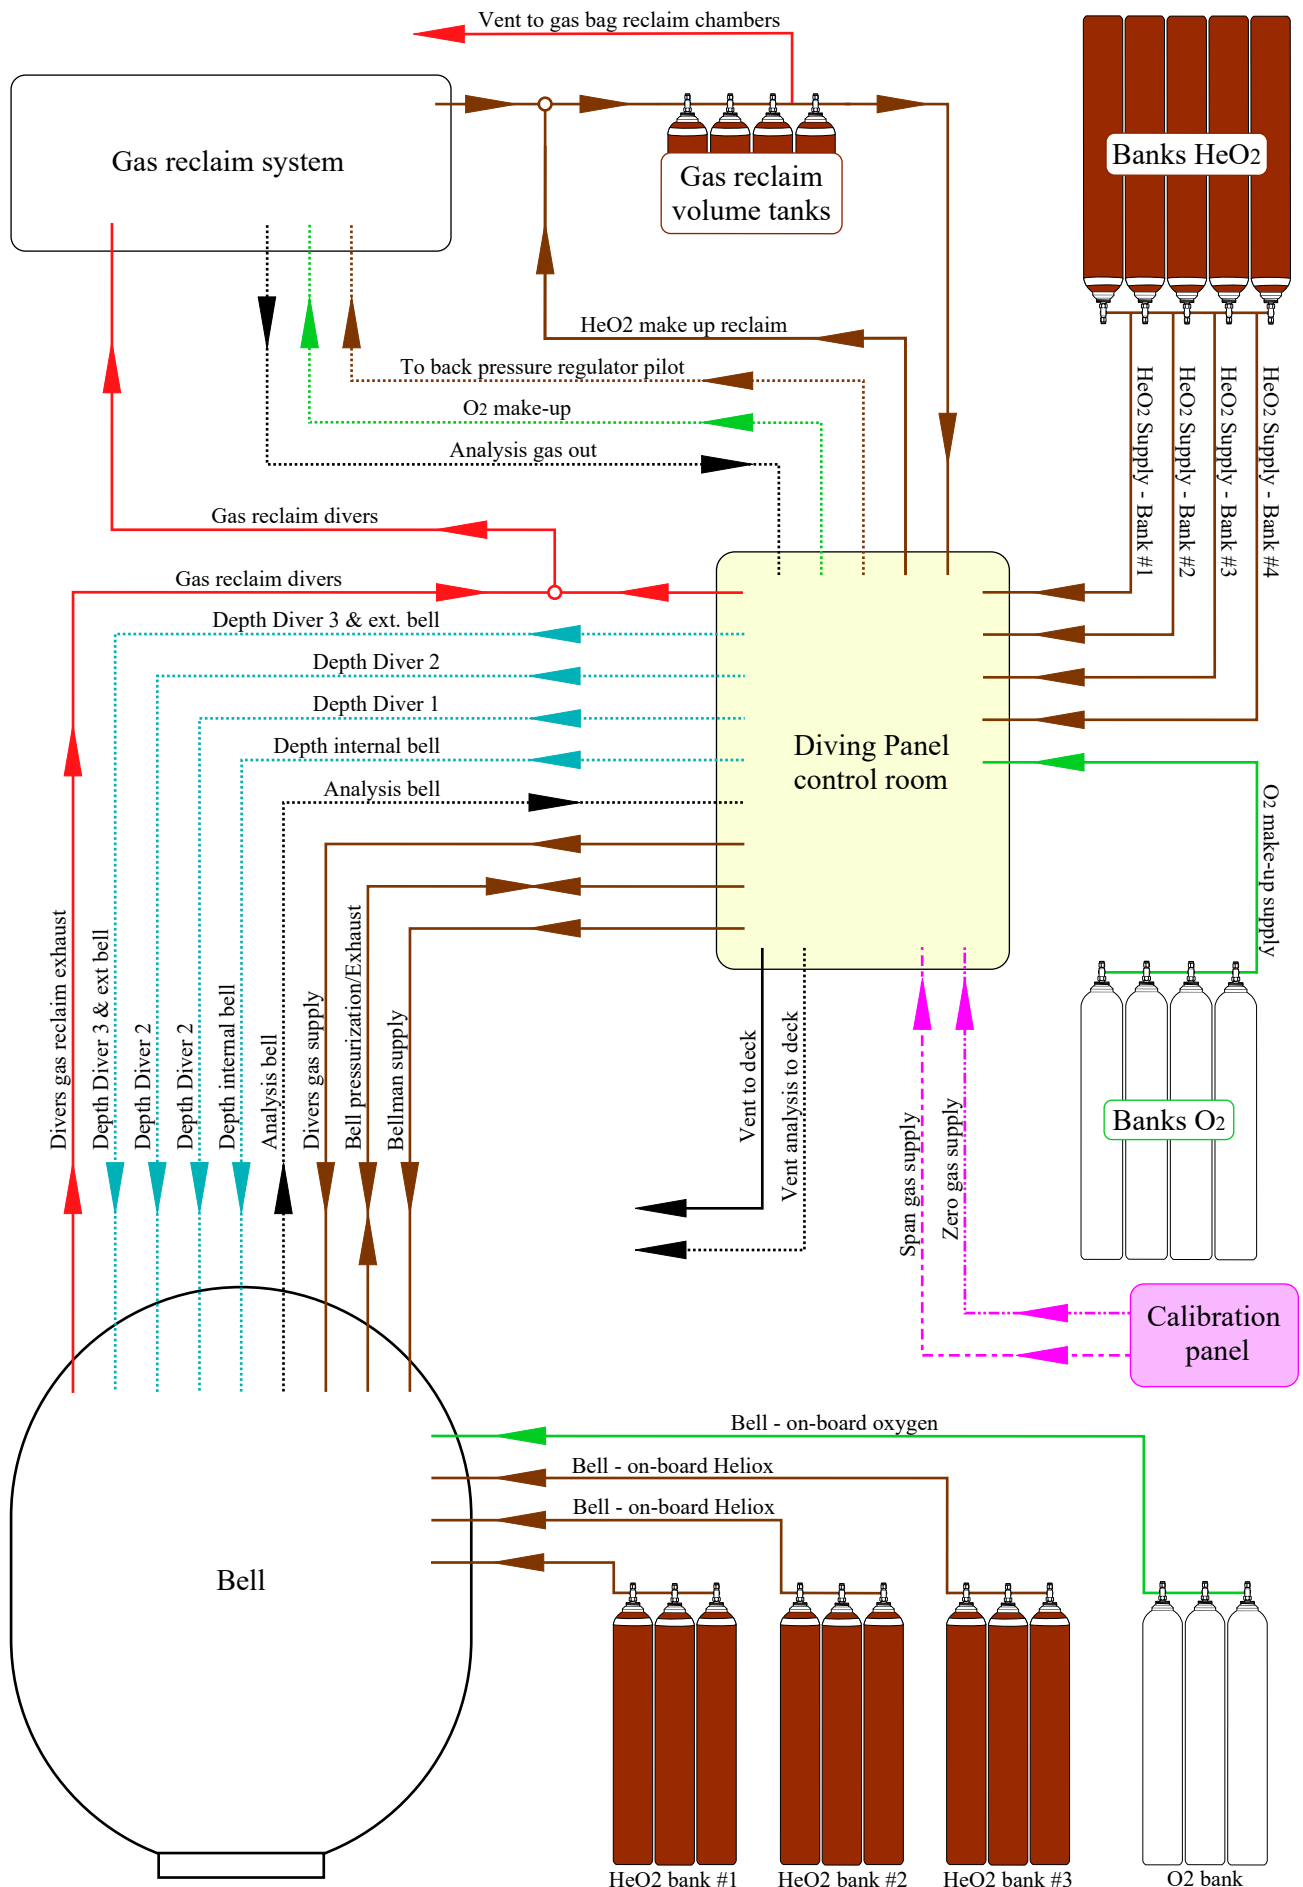 Vent to gas bag reclaim chambers
Gas reclaim system
Gas reclaim
volume tanks
Banks HeO2
HeO2 make up reclaim
To back pressure regulator pilot
O2 make-up
Analysis gas out
HeO2 Supply - Bank #1
HeO2 Supply - Bank #2
HeO2 Supply - Bank #3
HeO2 Supply - Bank #4
Gas reclaim divers
Gas reclaim divers
Depth Diver 3 & ext. bell
Depth Diver 2
Depth Diver 1
Depth internal bell
Analysis bell
Diving Panel
control room
O2 make-up supply
Divers gas reclaim exhaust
Depth Diver 3 & ext bell
Depth Diver 2
Depth Diver 2
Depth internal bell
Analysis bell
Divers gas supply
Bell pressurization/Exhaust
Bellman supply
Vent to deck
Vent analysis to deck
Span gas supply
Zero gas supply
Banks O2
Calibration
panel
Bell - on-board oxygen
Bell - on-board Heliox
Bell - on-board Heliox
Bell
HeO2 bank #1
HeO2 bank #2
HeO2 bank #3
O2 bank